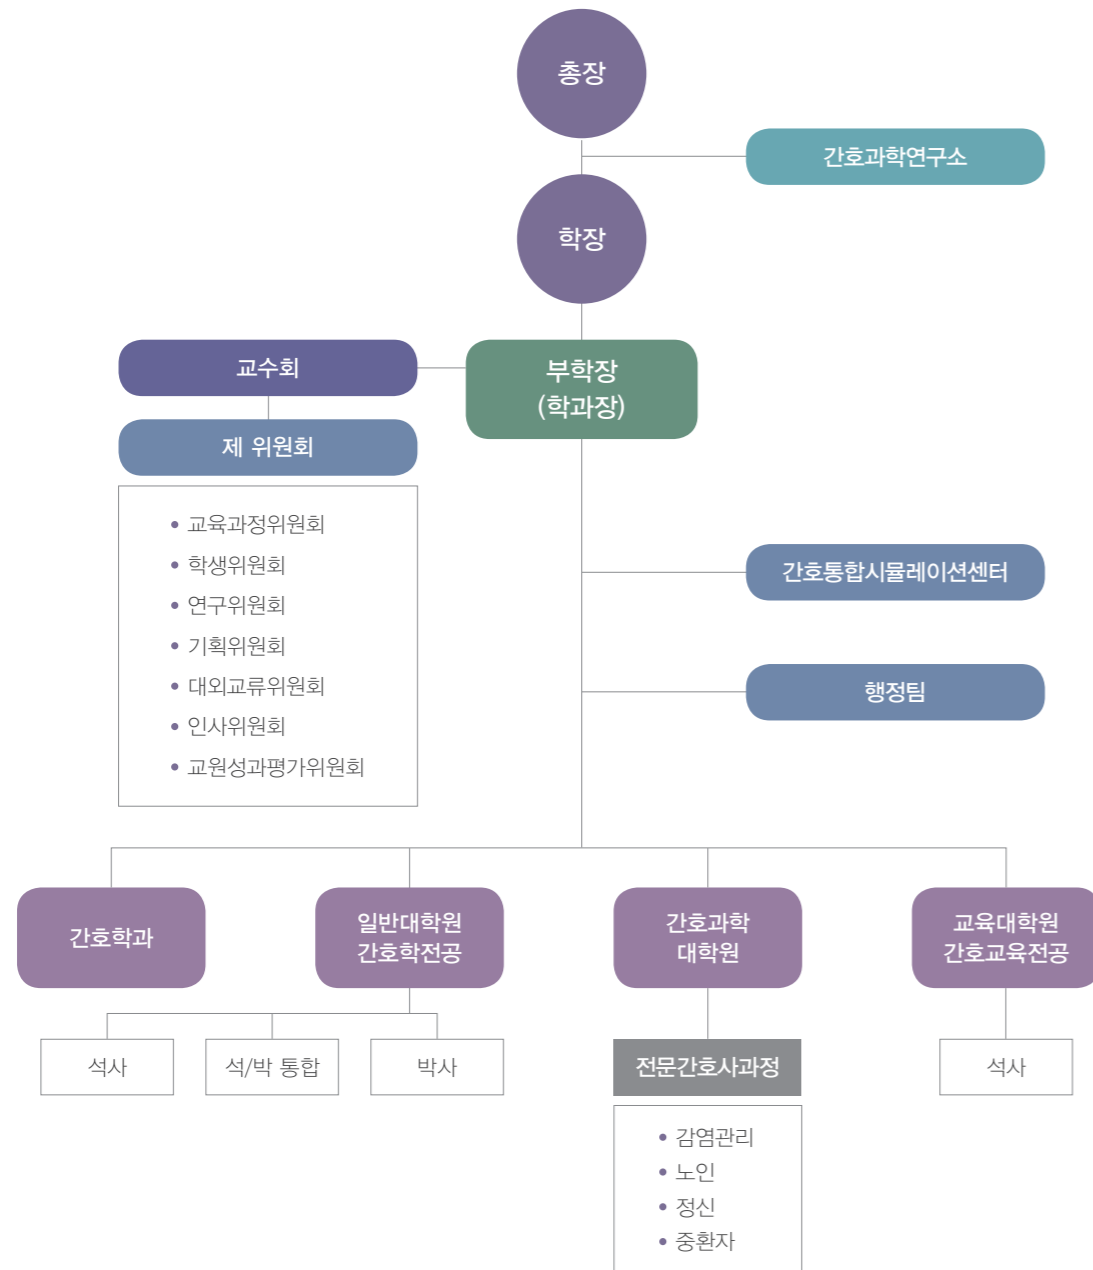 총장
간호과학연구소
학장
교수회
부학장
(학과장)
제 위원회
교육과정위원회
학생위원회
연구위원회
기획위원회
대외교류위원회
인사위원회
교원성과평가위원회
간호통합시뮬레이션센터
행정팀
간호학과
일반대학원
간호학전공
간호과학
대학원
교육대학원
간호교육전공
석사
석/박 통합
박사
전문간호사과정
석사
감염관리
노인
정신
중환자